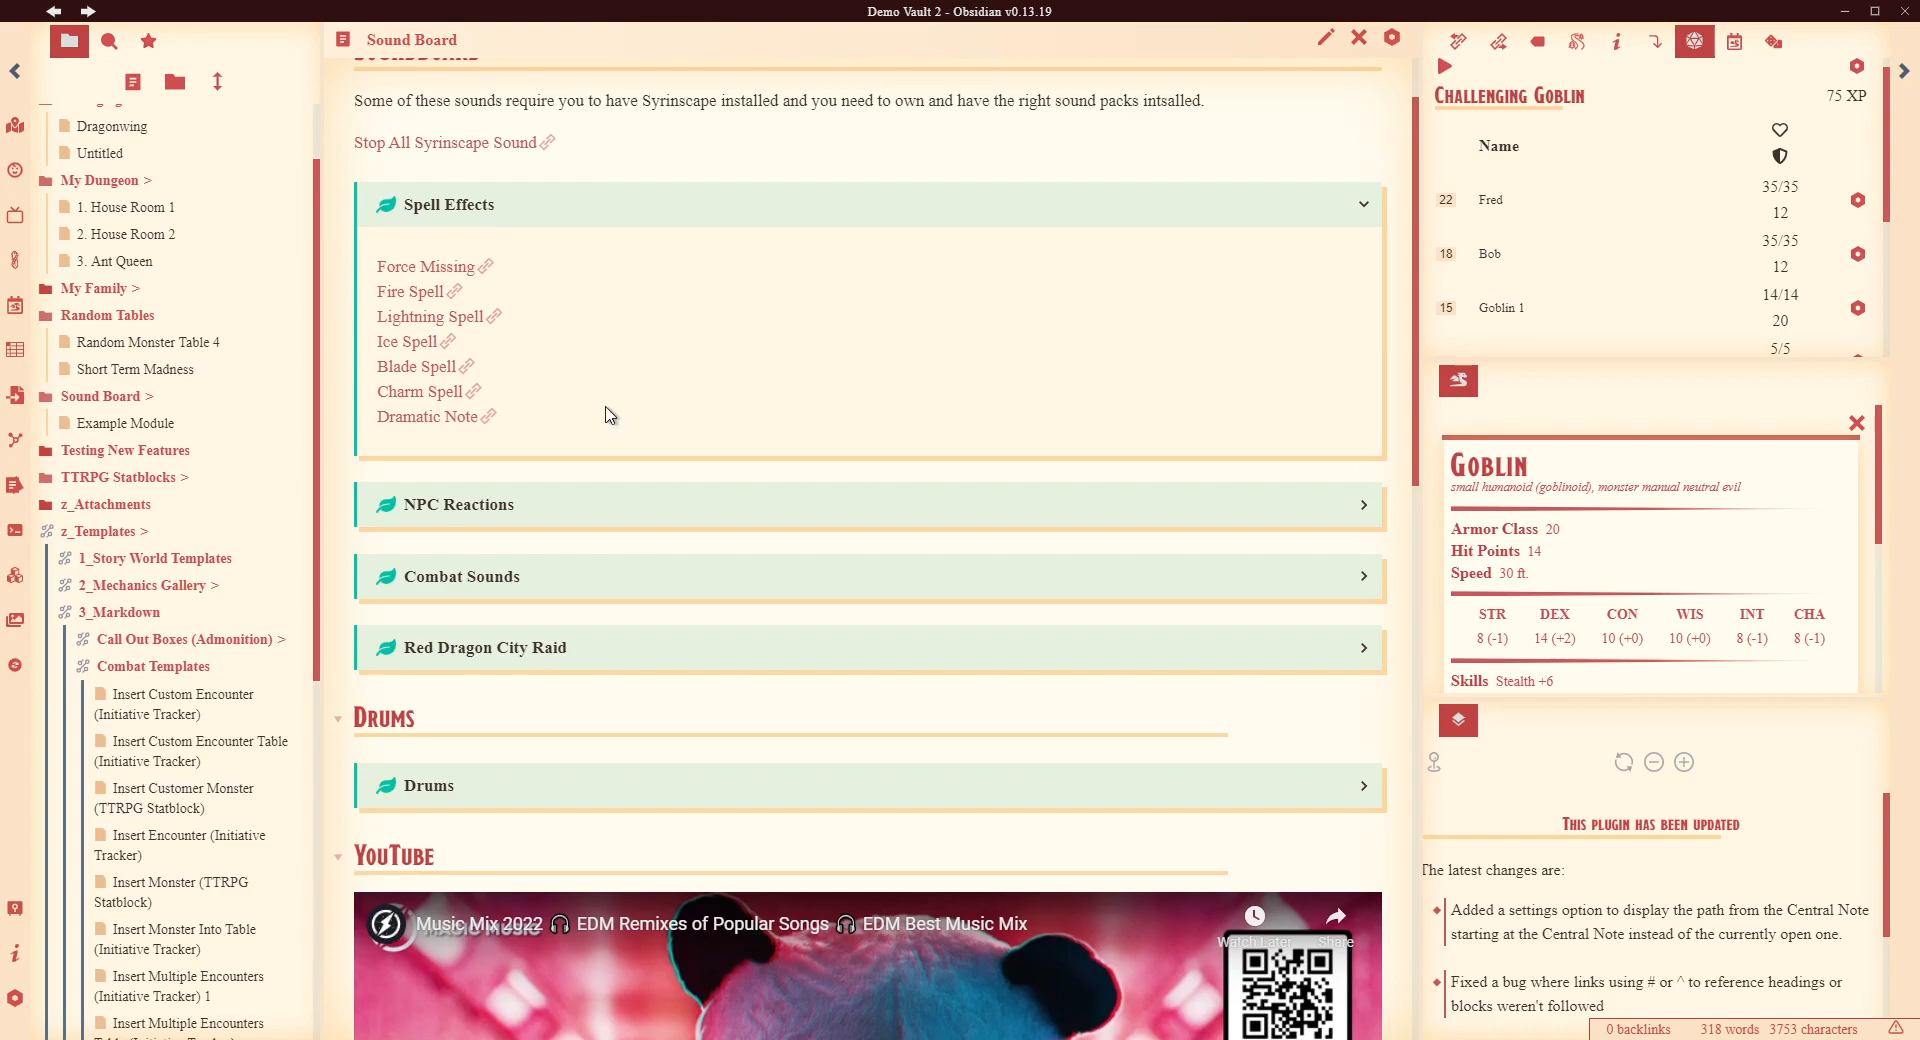 Demo Vault 2 - Obsidian v0.13.19
Dragonwing
Untitled
My Dungeon >
1. House Room 1
2. House Room 2
3. Ant Queen
My Family >
Random Tables
Random Monster Table 4
Short Term Madness
Sound Board >
Example Module
Testing New Features
TTRPG Statblocks >
z_Attachments
z_Templates >
1_Story World Templates
2_Mechanics Gallery >
3_Markdown
Call Out Boxes (Admonition) >
Combat Templates
Insert Custom Encounter
(Initiative Tracker)
Insert Custom Encounter Table
(Initiative Tracker)
Insert Customer Monster
(TTRPG Statblock)
Insert Encounter (Initiative
Tracker)
Insert Monster (TTRPG
Statblock)
Insert Monster Into Table
(Initiative Tracker)
Insert Multiple Encounters
(Initiative Tracker) 1
Insert Multiple Encounters
Sound Board
Soundboard
Some of these sounds require you to have Syrinscape installed and you need to own and have the right sound packs intsalled.
Stop All Syrinscape Sound
Spell Effects
Force Missing
Fire Spell
Lightning Spell
Ice Spell
Blade Spell
Charm Spell
Dramatic Note
NPC Reactions
Combat Sounds
Red Dragon City Raid
Drums
Drums
YouTube
Music Mix 2022 🎧 EDM Remixes of Popular Songs 🎧 EDM Best Music Mix
Watch Later
Share
Challenging Goblin
75 XP
Name
22 Fred 35/35
12
18 Bob 35/35
12
15 Goblin 1 14/14
20
5/5
Goblin
small humanoid (goblinoid), monster manual neutral evil
Armor Class 20
Hit Points 14
Speed 30 ft.
STR DEX CON WIS INT CHA
8 (-1) 14 (+2) 10 (+0) 10 (+0) 8 (-1) 8 (-1)
Skills Stealth +6
This plugin has been updated
The latest changes are:
Added a settings option to display the path from the Central Note
starting at the Central Note instead of the currently open one.
Fixed a bug where links using # or ^ to reference headings or
blocks weren't followed
0 backlinks 318 words 3753 characters